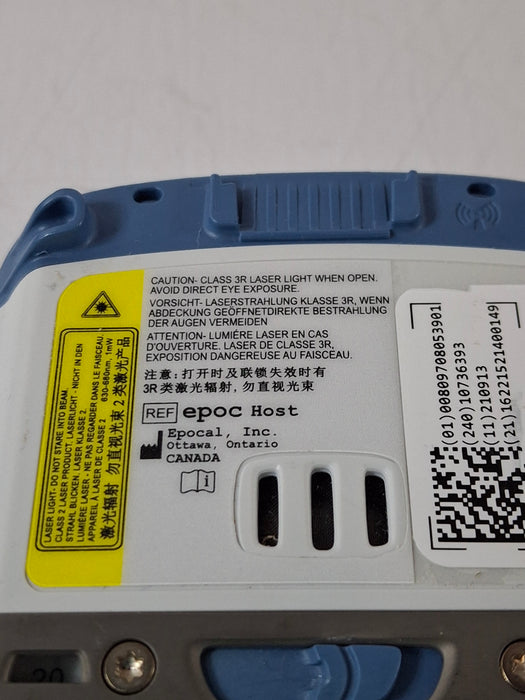 CAUTION- CLASS 3R LASER LIGHT WHEN OPEN.
AVOID DIRECT EYE EXPOSURE.
VORSICHT- LASERSTRAHLUNG KLASSE 3R, WENN
ABDECKUNG GEÖFFNETDIREKTE BESTRAHLUNG
DER AUGEN VERMEIDEN
ATTENTION- LUMIÉRE LASER EN CAS
D'OUVERTURE. LASER DE CLASSE 3R,
EXPOSITION DANGEREUSE AU FAISCEAU.
注意: 打开时及联锁失效时有
3R类激光辐射, 勿直视光束
REF epoc Host
Epocal, Inc.
Ottawa, Ontario
CANADA
i
LASER LIGHT- DO NOT STARE INTO BEAM.
CLASS 2 LASER PRODUCT. LASERLICHT - NICHT IN DEN
STRAHL BLICKEN. LASER KLASSE 2.
LUMIÉRE LASER - NE PAS REGARDER DANS LE FAISCEAU.
APPAREIL À LASER DE CLASSE 2 630-680nm, 1mW
激光辐射 勿直视光束 2 类激光产品
(01)00809708053901
(240)10736393
(11)210913
(21)16221521400149
20